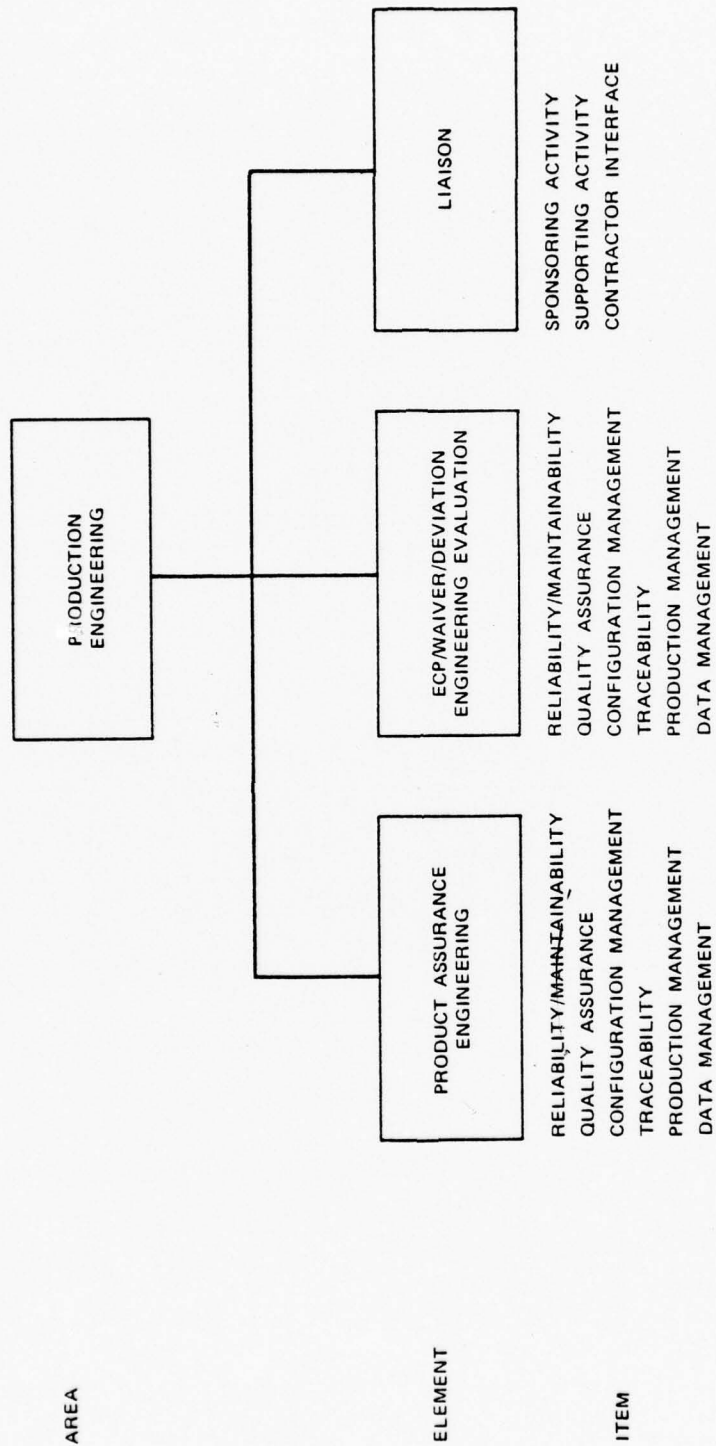 AREA
PRODUCTION
ENGINEERING
ELEMENT
PRODUCT ASSURANCE
ENGINEERING
ECP/WAIVER/DEVIATION
ENGINEERING EVALUATION
LIAISON
ITEM
RELIABILITY/MAINTAINABILITY
QUALITY ASSURANCE
CONFIGURATION MANAGEMENT
TRACEABILITY
PRODUCTION MANAGEMENT
DATA MANAGEMENT
RELIABILITY/MAINTAINABILITY
QUALITY ASSURANCE
CONFIGURATION MANAGEMENT
TRACEABILITY
PRODUCTION MANAGEMENT
DATA MANAGEMENT
SPONSORING ACTIVITY
SUPPORTING ACTIVITY
CONTRACTOR INTERFACE